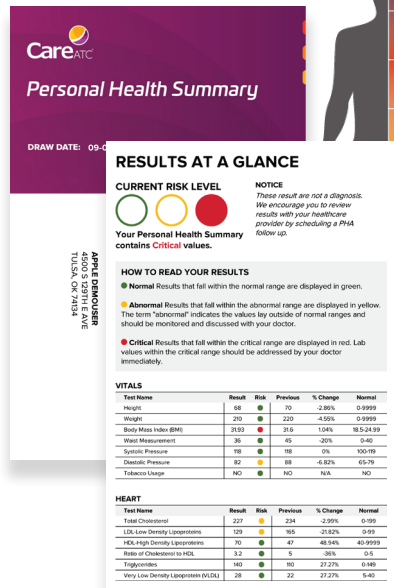 CareATC
Personal Health Summary
DRAW DATE: 09-0
APPLE DEMOUSER
4500 S 129TH E AVE
TULSA, OK 74134
RESULTS AT A GLANCE
CURRENT RISK LEVEL
Your Personal Health Summary
contains Critical values.
NOTICE
These result are not a diagnosis.
We encourage you to review
results with your healthcare
provider by scheduling a PHA
follow up.
HOW TO READ YOUR RESULTS
Normal Results that fall within the normal range are displayed in green.
Abnormal Results that fall within the abnormal range are displayed in yellow.
The term "abnormal" indicates the values lay outside of normal ranges and
should be monitored and discussed with your doctor.
Critical Results that fall within the critical range are displayed in red. Lab
values within the critical range should be addressed by your doctor
immediately.
VITALS
Test Name Result Risk Previous % Change Normal
Height 68 70 -2.86% 0-9999
Weight 210 220 -4.55% 0-9999
Body Mass Index (BMI) 31.93 31.6 1.04% 18.5-24.99
Waist Measurement 36 45 -20% 0-40
Systolic Pressure 118 118 0% 100-119
Diastolic Pressure 82 88 -6.82% 65-79
Tobacco Usage NO NO N/A NO
HEART
Test Name Result Risk Previous % Change Normal
Total Cholesterol 227 234 -2.99% 0-199
LDL-Low Density Lipoproteins 129 165 -21.82% 0-99
HDL-High Density Lipoproteins 70 47 48.94% 40-9999
Ratio of Cholesterol to HDL 3.2 5 -36% 0-5
Triglycerides 140 110 27.27% 0-149
Very Low Density Lipoprotein (VLDL) 28 22 27.27% 5-40